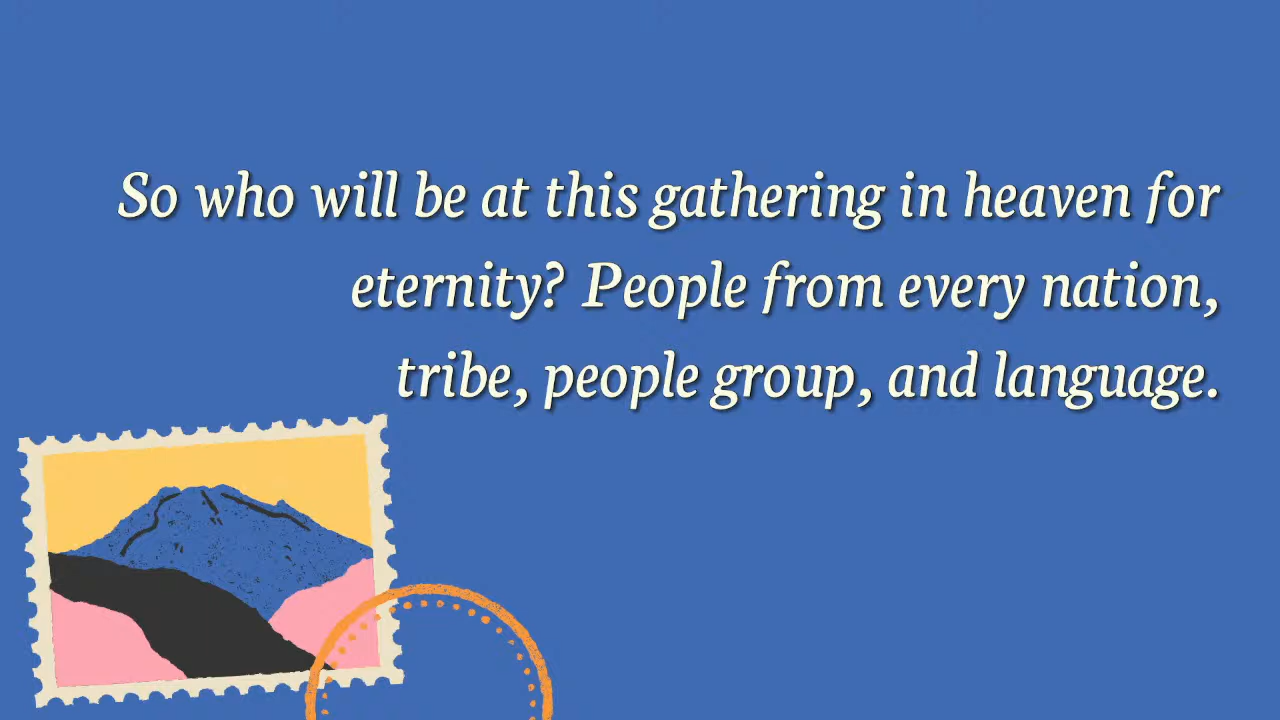 So who will be at this gathering in heaven for
eternity? People from every nation,
tribe, people group, and language.